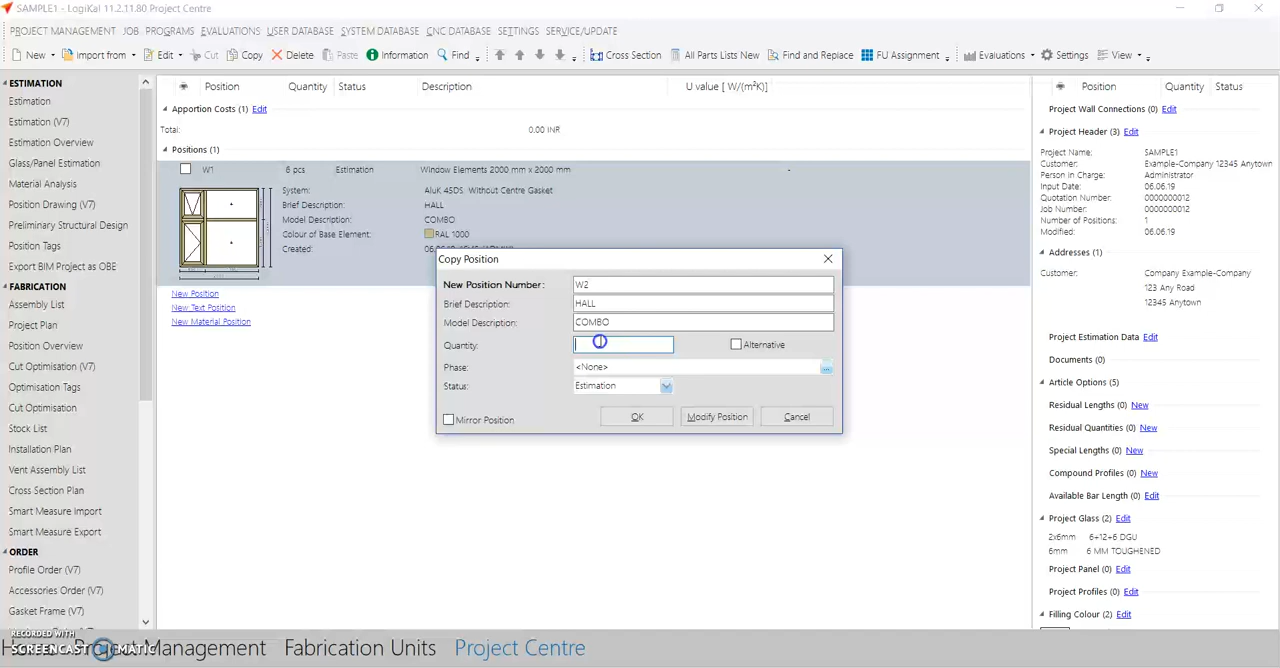 SAMPLE1 - LogiKal 11.2.11.80 Project Centre
PROJECT MANAGEMENT JOB PROGRAMS EVALUATIONS USER DATABASE SYSTEM DATABASE CNC DATABASE SETTINGS SERVICE/UPDATE
New Import from Edit Cut Copy Delete Paste Information Find Cross Section All Parts Lists New Find and Replace FU Assignment Evaluations Settings View
ESTIMATION
Estimation
Estimation (V7)
Estimation Overview
Glass/Panel Estimation
Material Analysis
Position Drawing (V7)
Preliminary Structural Design
Position Tags
Export BIM Project as OBE
FABRICATION
Assembly List
Project Plan
Position Overview
Cut Optimisation (V7)
Optimisation Tags
Cut Optimisation
Stock List
Installation Plan
Vent Assembly List
Cross Section Plan
Smart Measure Import
Smart Measure Export
ORDER
Profile Order (V7)
Accessories Order (V7)
Gasket Frame (V7)
Position Quantity Status Description U value [ W/(m²K)]
Apportion Costs (1) Edit
Total: 0.00 INR
Positions (1)
W1 6 pcs Estimation Window Elements 2000 mm x 2000 mm -
System: AluK 45DS, Without Centre Gasket
Brief Description: HALL
Model Description: COMBO
Colour of Base Element: RAL 1000
Created:
New Position
New Text Position
New Material Position
Copy Position
New Position Number: W2
Brief Description: HALL
Model Description: COMBO
Quantity: Alternative
Phase: <None> ...
Status: Estimation
Mirror Position OK Modify Position Cancel
Position Quantity Status
Project Wall Connections (0) Edit
Project Header (3) Edit
Project Name: SAMPLE1
Customer: Example-Company 12345 Anytown
Person in Charge: Administrator
Input Date: 06.06.19
Quotation Number: 0000000012
Job Number: 0000000012
Number of Positions: 1
Modified: 06.06.19
Addresses (1)
Customer: Company Example-Company
123 Any Road
12345 Anytown
Project Estimation Data Edit
Documents (0)
Article Options (5)
Residual Lengths (0) New
Residual Quantities (0) New
Special Lengths (0) New
Compound Profiles (0) New
Available Bar Length (0) Edit
Project Glass (2) Edit
2x6mm 6+12+6 DGU
6mm 6 MM TOUGHENED
Project Panel (0) Edit
Project Profiles (0) Edit
Filling Colour (2) Edit
RECORDED WITH
SCREENCAST MATIC
Project Management Fabrication Units Project Centre